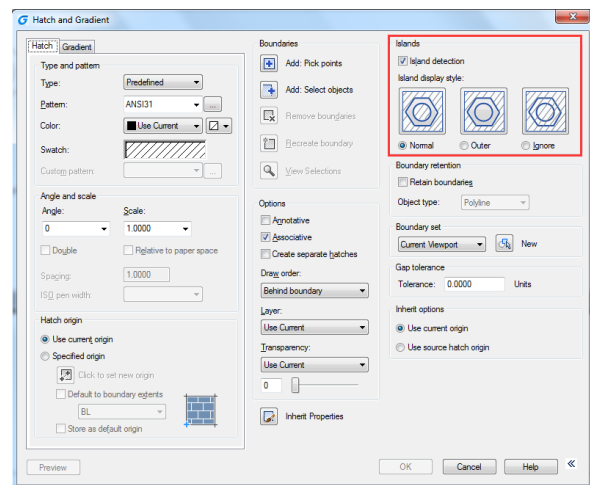 Hatch and Gradient
Hatch
Gradient
Type and pattern
Type:
Predefined
Pattern:
ANSI31
...
Color:
Use Current
Swatch:
Custom pattern:
...
Angle and scale
Angle:
Scale:
0
1.0000
Double
Relative to paper space
Spacing:
1.0000
ISO pen width:
Hatch origin
Use current origin
Specified origin
Click to set new origin
Default to boundary extents
BL
Store as default origin
Preview
Boundaries
Add: Pick points
Add: Select objects
Remove boundaries
Recreate boundary
View Selections
Options
Annotative
Associative
Create separate hatches
Draw order:
Behind boundary
Layer:
Use Current
Transparency:
Use Current
0
Inherit Properties
Islands
Island detection
Island display style:
Normal
Outer
Ignore
Boundary retention
Retain boundaries
Object type:
Polyline
Boundary set
Current Viewport
New
Gap tolerance
Tolerance:
0.0000
Units
Inherit options
Use current origin
Use source hatch origin
OK
Cancel
Help
«